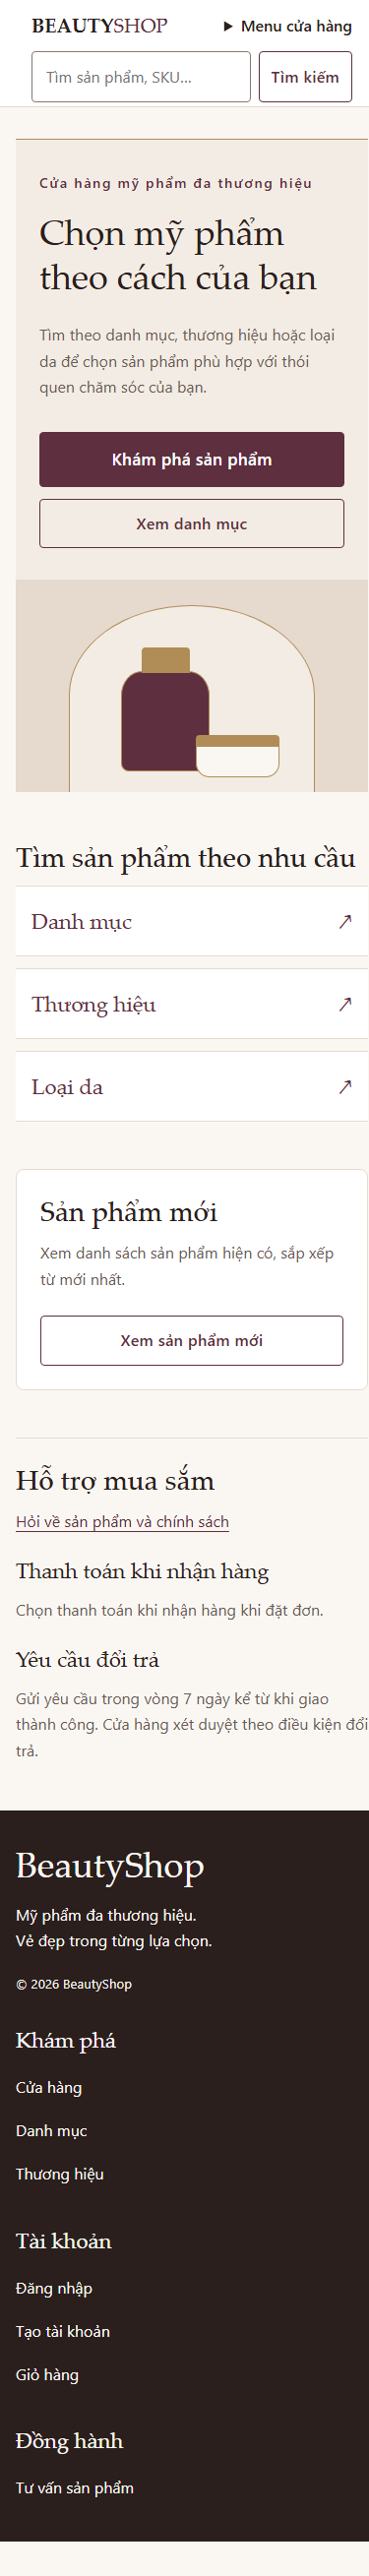 BEAUTYSHOP
▶ Menu cửa hàng
Tìm sản phẩm, SKU...
Tìm kiếm
Cửa hàng mỹ phẩm đa thương hiệu
Chọn mỹ phẩm
theo cách của bạn
Tìm theo danh mục, thương hiệu hoặc loại
da để chọn sản phẩm phù hợp với thói
quen chăm sóc của bạn.
Khám phá sản phẩm
Xem danh mục
Tìm sản phẩm theo nhu cầu
Danh mục ↗
Thương hiệu ↗
Loại da ↗
Sản phẩm mới
Xem danh sách sản phẩm hiện có, sắp xếp
từ mới nhất.
Xem sản phẩm mới
Hỗ trợ mua sắm
Hỏi về sản phẩm và chính sách
Thanh toán khi nhận hàng
Chọn thanh toán khi nhận hàng khi đặt đơn.
Yêu cầu đổi trả
Gửi yêu cầu trong vòng 7 ngày kể từ khi giao
thành công. Cửa hàng xét duyệt theo điều kiện đổi
trả.
BeautyShop
Mỹ phẩm đa thương hiệu.
Vẻ đẹp trong từng lựa chọn.
© 2026 BeautyShop
Khám phá
Cửa hàng
Danh mục
Thương hiệu
Tài khoản
Đăng nhập
Tạo tài khoản
Giỏ hàng
Đồng hành
Tư vấn sản phẩm